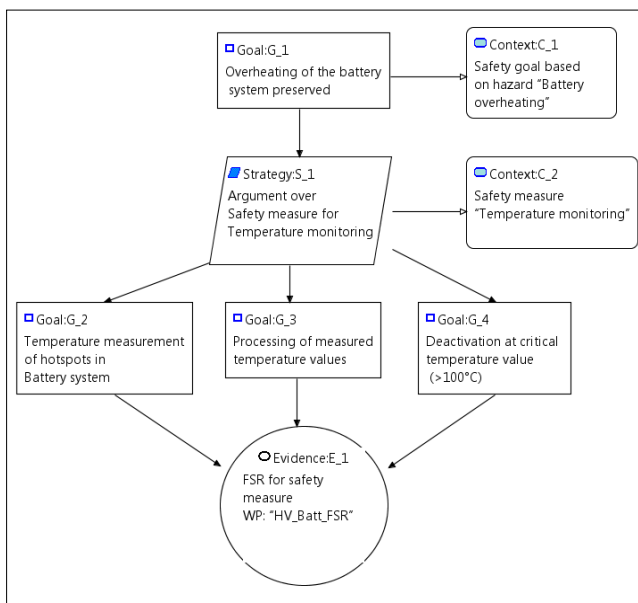 Goal:G_1
Overheating of the battery
system preserved
Context:C_1
Safety goal based
on hazard “Battery
overheating”
Strategy:S_1
Argument over
Safety measure for
Temperature monitoring
Context:C_2
Safety measure
“Temperature monitoring”
Goal:G_2
Temperature measurement
of hotspots in
Battery system
Goal:G_3
Processing of measured
temperature values
Goal:G_4
Deactivation at critical
temperature value
(>100°C)
Evidence:E_1
FSR for safety
measure
WP: “HV_Batt_FSR”